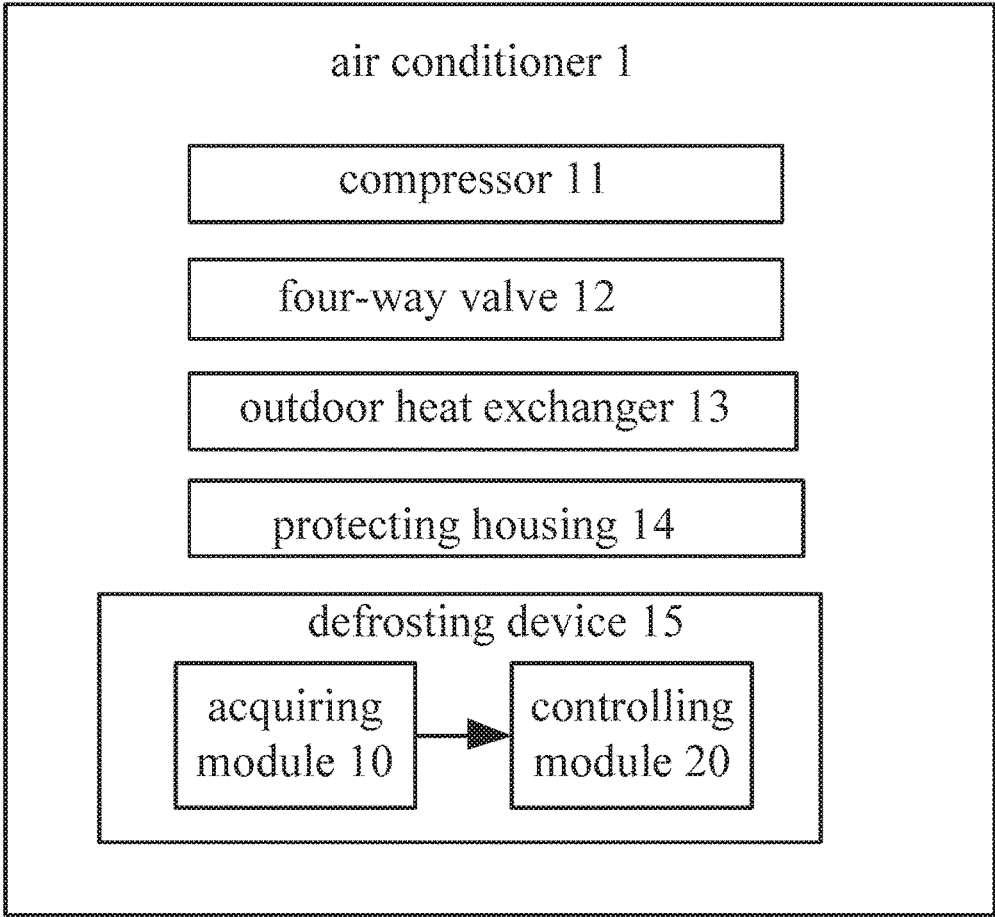 air conditioner 1
compressor 11
four-way valve 12
outdoor heat exchanger 13
protecting housing 14
defrosting device 15
acquiring
module 10
controlling
module 20